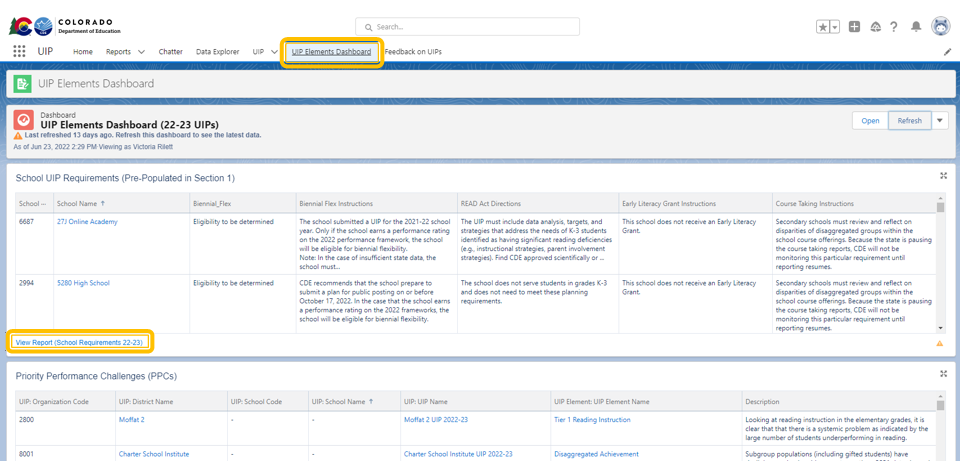 COLORADO
Department of Education
Search...
UIP
Home
Reports
Chatter
Data Explorer
UIP
UIP Elements Dashboard
Feedback on UIPs
UIP Elements Dashboard
Dashboard
UIP Elements Dashboard (22-23 UIPs)
Last refreshed 13 days ago. Refresh this dashboard to see the latest data.
As of Jun 23, 2022 2:29 PM·Viewing as Victoria Rilett
Open
Refresh
School UIP Requirements (Pre-Populated in Section 1)
School ...
School Name ↑
Biennial_Flex
Biennial Flex Instructions
READ Act Directions
Early Literacy Grant Instructions
Course Taking Instructions
6687
27J Online Academy
Eligibility to be determined
The school submitted a UIP for the 2021-22 school
year. Only if the school earns a performance rating
on the 2022 performance framework, the school
will be eligible for biennial flexibility.
Note: In the case of insufficient state data, the
school must...
The UIP must include data analysis, targets, and
strategies that address the needs of K-3 students
identified as having significant reading deficiencies
(e.g., instructional strategies, parent involvement
strategies). Find CDE approved scientifically or ...
This school does not receive an Early Literacy
Grant.
Secondary schools must review and reflect on
disparities of disaggregated groups within the
school course offerings. Because the state is pausing
the course taking reports, CDE will not be
monitoring this particular requirement until
reporting resumes.
2994
5280 High School
Eligibility to be determined
CDE recommends that the school prepare to
submit a plan for public posting on or before
October 17, 2022. In the case that the school earns
a performance rating on the 2022 frameworks, the
school will be eligible for biennial flexibility.
The school does not serve students in grades K-3
and does not need to meet these planning
requirements.
This school does not receive an Early Literacy
Grant.
Secondary schools must review and reflect on
disparities of disaggregated groups within the
school course offerings. Because the state is pausing
the course taking reports, CDE will not be
monitoring this particular requirement until
reporting resumes.
View Report (School Requirements 22-23)
Priority Performance Challenges (PPCs)
UIP: Organization Code
UIP: District Name
UIP: School Code
UIP: School Name ↑
UIP: UIP Name
UIP Element: UIP Element Name
Description
2800
Moffat 2
-
-
Moffat 2 UIP 2022-23
Tier 1 Reading Instruction
Looking at reading instruction in the elementary grades, it is
clear that that there is a systemic problem as indicated by the
large number of students underperforming in reading.
8001
Charter School Institute
-
-
Charter School Institute UIP 2022-23
Disaggregated Achievement
Subgroup populations (including gifted students) have